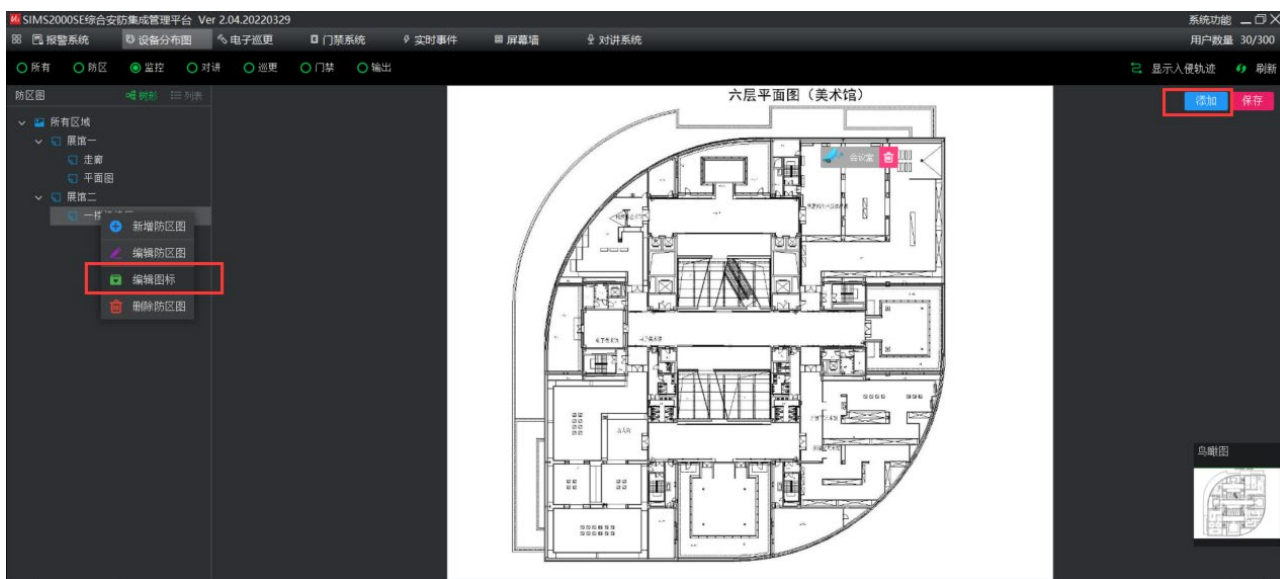 SIMS2000SE综合安防集成管理平台 Ver 2.04.20220329 系统功能
报警系统 设备分布图 电子巡更 门禁系统 实时事件 屏幕墙 对讲系统 用户数量 30/300
所有 防区 监控 对讲 巡更 门禁 输出 显示入侵轨迹 刷新
防区图 树形 列表
六层平面图（美术馆）
添加 保存
所有区域
展馆一
走廊
平面图
展馆二
会议室
新增防区图
编辑防区图
编辑图标
删除防区图
鸟瞰图